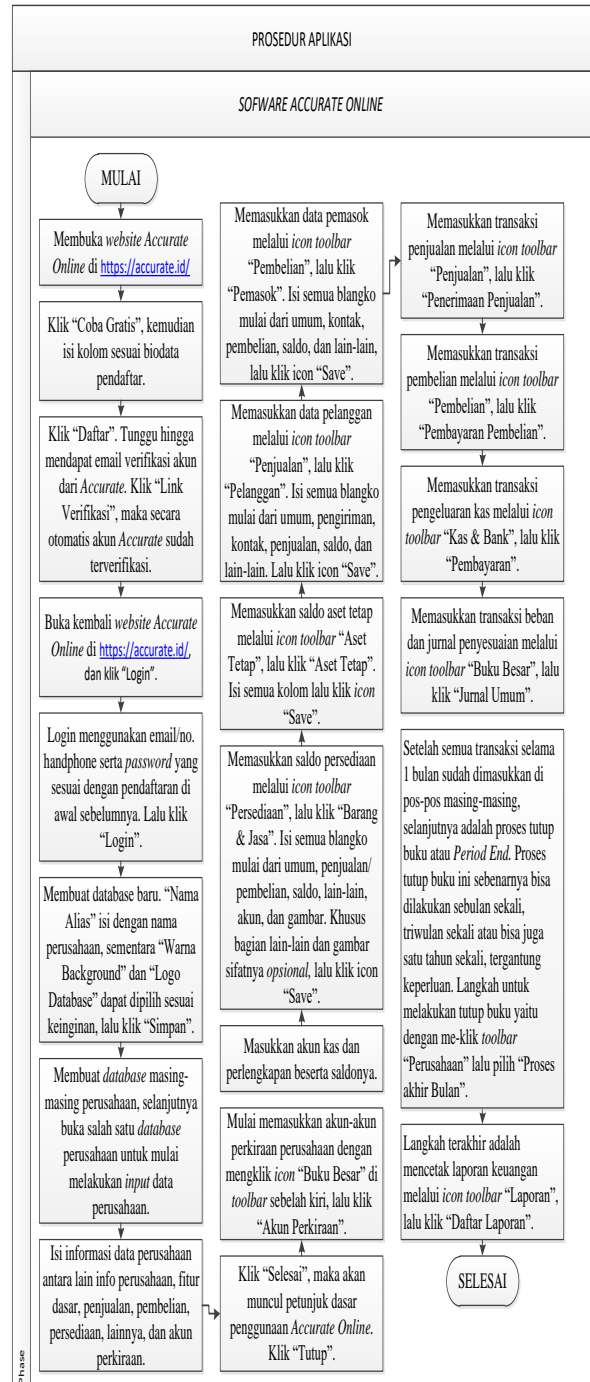 PROSEDUR APLIKASI
SOFWARE ACCURATE ONLINE
MULAI
Membuka website Accurate
Online di https://accurate.id/
Klik “Coba Gratis”, kemudian
isi kolom sesuai biodata
pendaftar.
Klik “Daftar”. Tunggu hingga
mendapat email verifikasi akun
dari Accurate. Klik “Link
Verifikasi”, maka secara
otomatis akun Accurate sudah
terverifikasi.
Buka kembali website Accurate
Online di https://accurate.id/,
dan klik “Login”.
Login menggunakan email/no.
handphone serta password yang
sesuai dengan pendaftaran di
awal sebelumnya. Lalu klik
“Login”.
Membuat database baru. “Nama
Alias” isi dengan nama
perusahaan, sementara “Warna
Background” dan “Logo
Database” dapat dipilih sesuai
keinginan, lalu klik “Simpan”.
Membuat database masing-
masing perusahaan, selanjutnya
buka salah satu database
perusahaan untuk mulai
melakukan input data
perusahaan.
Isi informasi data perusahaan
antara lain info perusahaan, fitur
dasar, penjualan, pembelian,
persediaan, lainnya, dan akun
perkiraan.
Klik “Selesai”, maka akan
muncul petunjuk dasar
penggunaan Accurate Online.
Klik “Tutup”.
Mulai memasukkan akun-akun
perkiraan perusahaan dengan
mengklik icon “Buku Besar” di
toolbar sebelah kiri, lalu klik
“Akun Perkiraan”.
Masukkan akun kas dan
perlengkapan beserta saldonya.
Memasukkan saldo persediaan
melalui icon toolbar
“Persediaan”, lalu klik “Barang
& Jasa”. Isi semua blangko
mulai dari umum, penjualan/
pembelian, saldo, lain-lain,
akun, dan gambar. Khusus
bagian lain-lain dan gambar
sifatnya opsional, lalu klik icon
“Save”.
Memasukkan saldo aset tetap
melalui icon toolbar “Aset
Tetap”, lalu klik “Aset Tetap”.
Isi semua kolom lalu klik icon
“Save”.
Memasukkan data pelanggan
melalui icon toolbar
“Penjualan”, lalu klik
“Pelanggan”. Isi semua blangko
mulai dari umum, pengiriman,
kontak, penjualan, saldo, dan
lain-lain. Lalu klik icon “Save”.
Memasukkan data pemasok
melalui icon toolbar
“Pembelian”, lalu klik
“Pemasok”. Isi semua blangko
mulai dari umum, kontak,
pembelian, saldo, dan lain-lain,
lalu klik icon “Save”.
Memasukkan transaksi
penjualan melalui icon toolbar
“Penjualan”, lalu klik
“Penerimaan Penjualan”.
Memasukkan transaksi
pembelian melalui icon toolbar
“Pembelian”, lalu klik
“Pembayaran Pembelian”.
Memasukkan transaksi
pengeluaran kas melalui icon
toolbar “Kas & Bank”, lalu klik
“Pembayaran”.
Memasukkan transaksi beban
dan jurnal penyesuaian melalui
icon toolbar “Buku Besar”, lalu
klik “Jurnal Umum”.
Setelah semua transaksi selama
1 bulan sudah dimasukkan di
pos-pos masing-masing,
selanjutnya adalah proses tutup
buku atau Period End. Proses
tutup buku ini sebenarnya bisa
dilakukan sebulan sekali,
triwulan sekali atau bisa juga
satu tahun sekali, tergantung
keperluan. Langkah untuk
melakukan tutup buku yaitu
dengan me-klik toolbar
“Perusahaan” lalu pilih “Proses
akhir Bulan”.
Langkah terakhir adalah
mencetak laporan keuangan
melalui icon toolbar “Laporan”,
lalu klik “Daftar Laporan”.
SELESAI
Phase